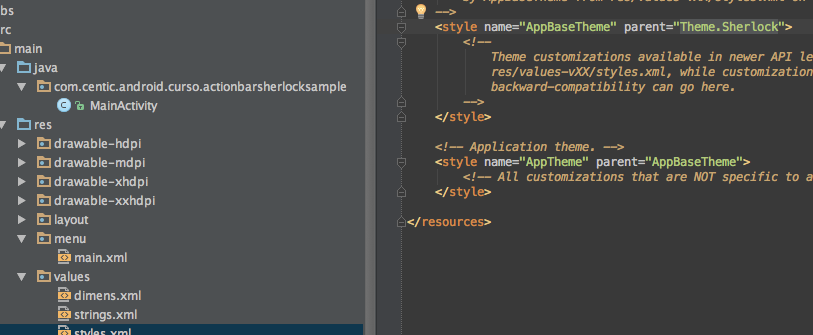 bs
rc
main
java
com.centic.android.curso.actionbarsherlocksample
MainActivity
res
drawable-hdpi
drawable-mdpi
drawable-xhdpi
drawable-xxhdpi
layout
menu
main.xml
values
dimens.xml
strings.xml
styles.xml
-->
<style name="AppBaseTheme" parent="Theme.Sherlock">
<!--
Theme customizations available in newer API le
res/values-vXX/styles.xml, while customization
backward-compatibility can go here.
-->
</style>
<!-- Application theme. -->
<style name="AppTheme" parent="AppBaseTheme">
<!-- All customizations that are NOT specific to a
</style>
</resources>